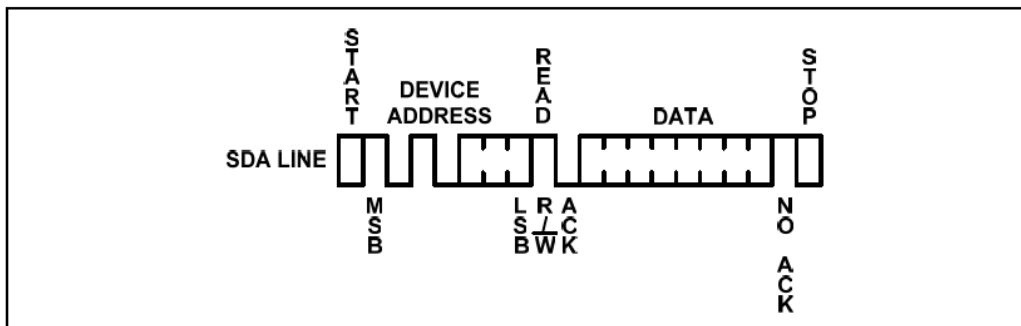 START
DEVICE
ADDRESS
READ
DATA
STOP
SDA LINE
MSB
LSB
R/W
ACK
NO ACK